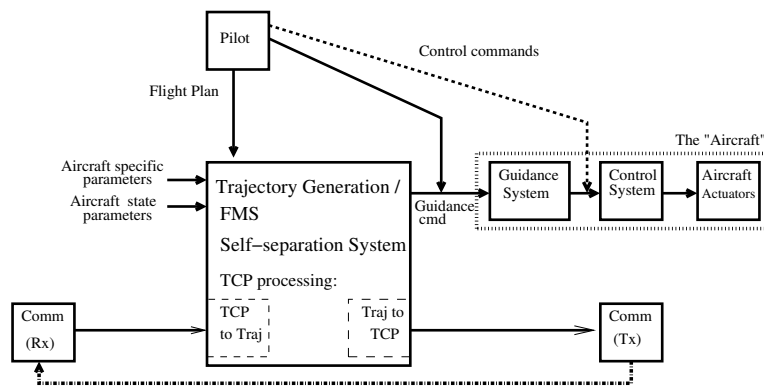 Pilot
Control commands
Flight Plan
The "Aircraft"
Aircraft specific
parameters
Aircraft state
parameters
Trajectory Generation /
FMS
Self-separation System
TCP processing:
TCP
to Traj
Traj to
TCP
Guidance
cmd
Guidance
System
Control
System
Aircraft
Actuators
Comm
(Rx)
Comm
(Tx)